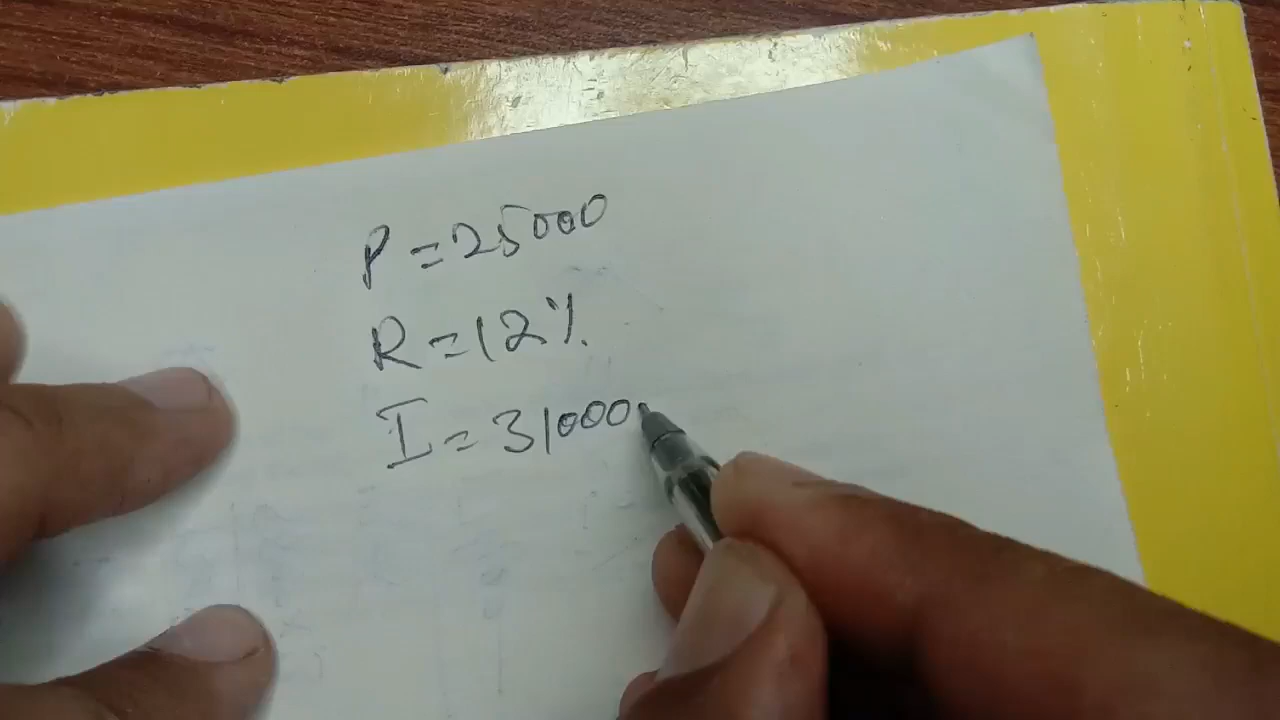 P = 25000
R = 12%
I = 31000